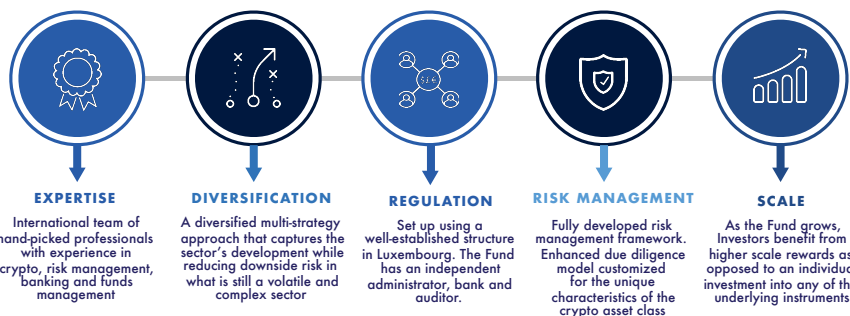 EXPERTISE
International team of
hand-picked professionals
with experience in
crypto, risk management,
banking and funds
management
DIVERSIFICATION
A diversified multi-strategy
approach that captures the
sector's development while
reducing downside risk in
what is still a volatile and
complex sector
REGULATION
Set up using a
well-established structure
in Luxembourg. The Fund
has an independent
administrator, bank and
auditor.
RISK MANAGEMENT
Fully developed risk
management framework.
Enhanced due diligence
model customized
for the unique
characteristics of the
crypto asset class
SCALE
As the Fund grows,
Investors benefit from
higher scale rewards as
opposed to an individua
investment into any of th
underlying instruments